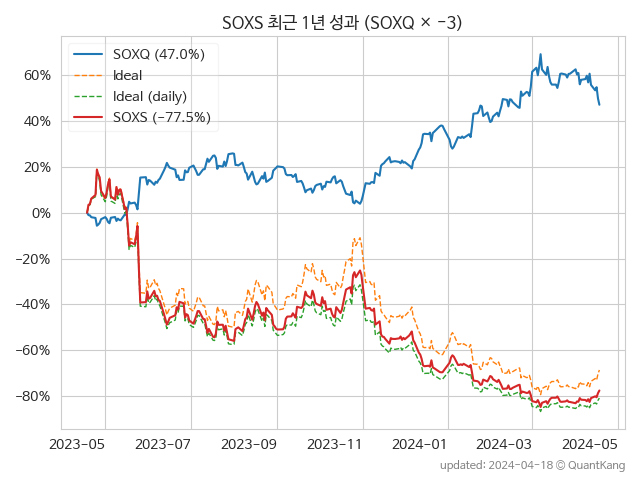 SOXS 최근 1년 성과 (SOXQ × −3)
SOXQ (47.0%)
Ideal
Ideal (daily)
SOXS (−77.5%)
60%
40%
20%
0%
−20%
−40%
−60%
−80%
2023−05
2023−07
2023−09
2023−11
2024−01
2024−03
2024−05
updated: 2024-04-18 © QuantKang